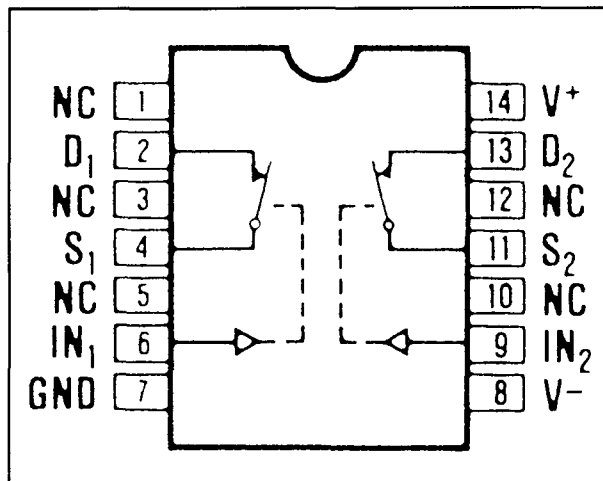 NC 1 14 V+
D1 2 13 D2
NC 3 12 NC
S1 4 11 S2
NC 5 10 NC
IN1 6 9 IN2
GND 7 8 V-